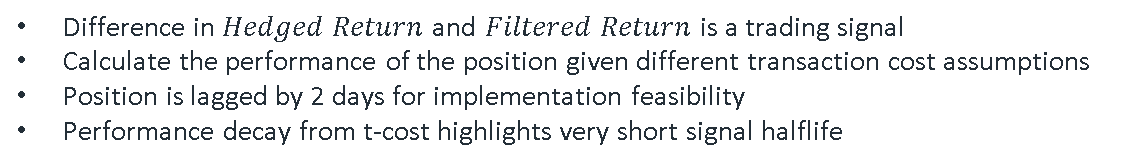 • Difference in Hedged Return and Filtered Return is a trading signal
• Calculate the performance of the position given different transaction cost assumptions
• Position is lagged by 2 days for implementation feasibility
• Performance decay from t-cost highlights very short signal halflife